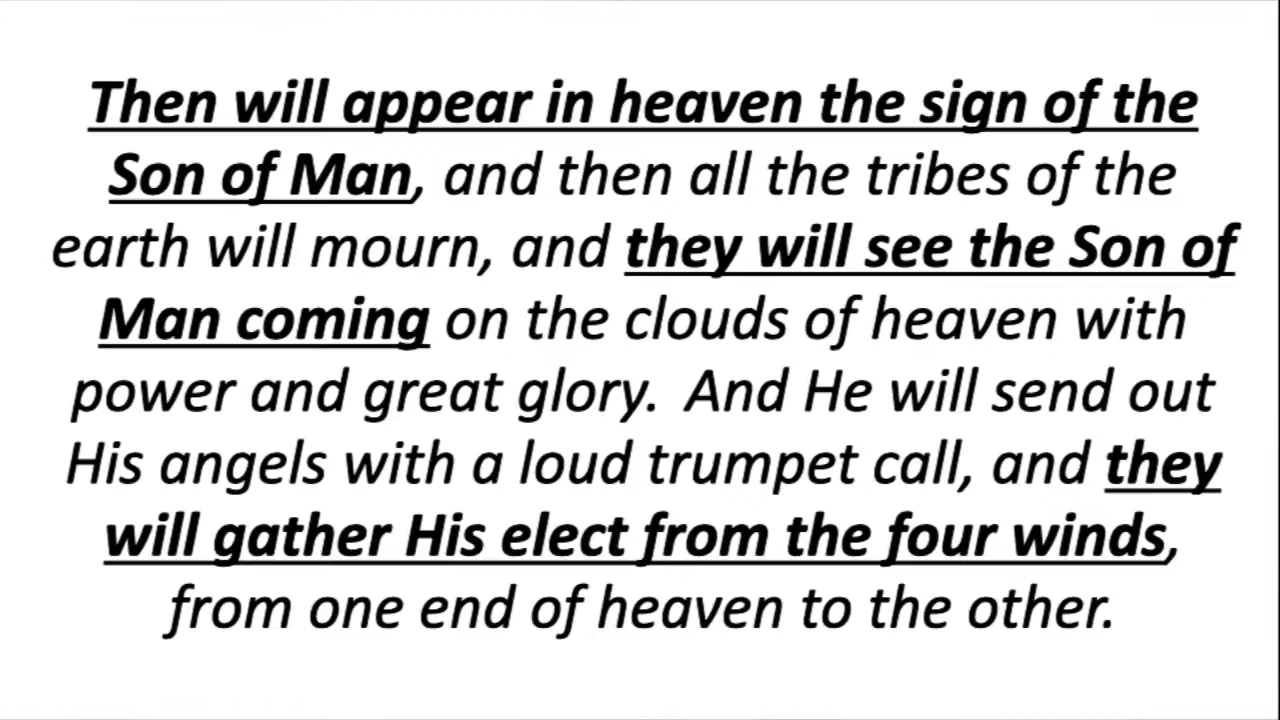 Then will appear in heaven the sign of the
Son of Man, and then all the tribes of the
earth will mourn, and they will see the Son of
Man coming on the clouds of heaven with
power and great glory.  And He will send out
His angels with a loud trumpet call, and they
will gather His elect from the four winds,
from one end of heaven to the other.